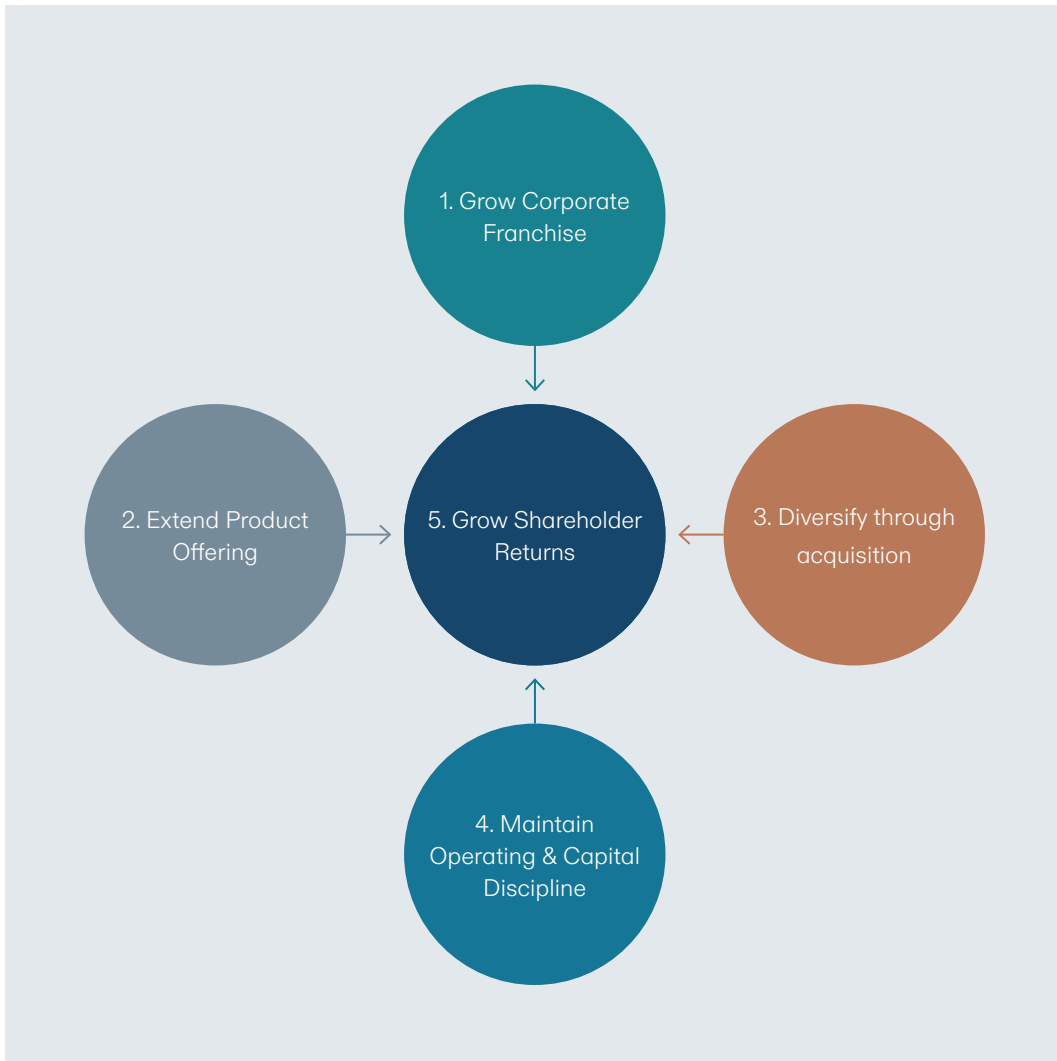 1. Grow Corporate
Franchise
2. Extend Product
Offering
5. Grow Shareholder
Returns
3. Diversify through
acquisition
4. Maintain
Operating & Capital
Discipline